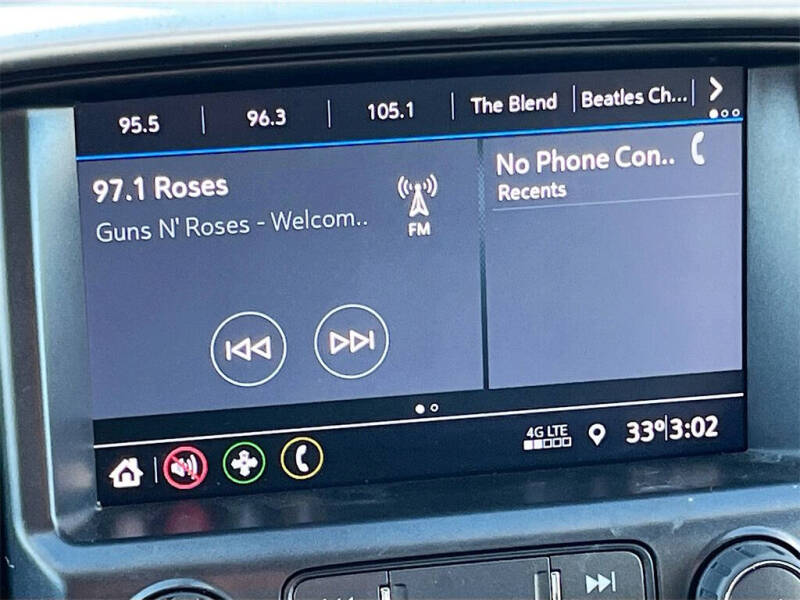 95.5 96.3 105.1 The Blend Beatles Ch...
97.1 Roses
Guns N' Roses - Welcom..
FM
No Phone Con..
Recents
4G LTE 33° 3:02